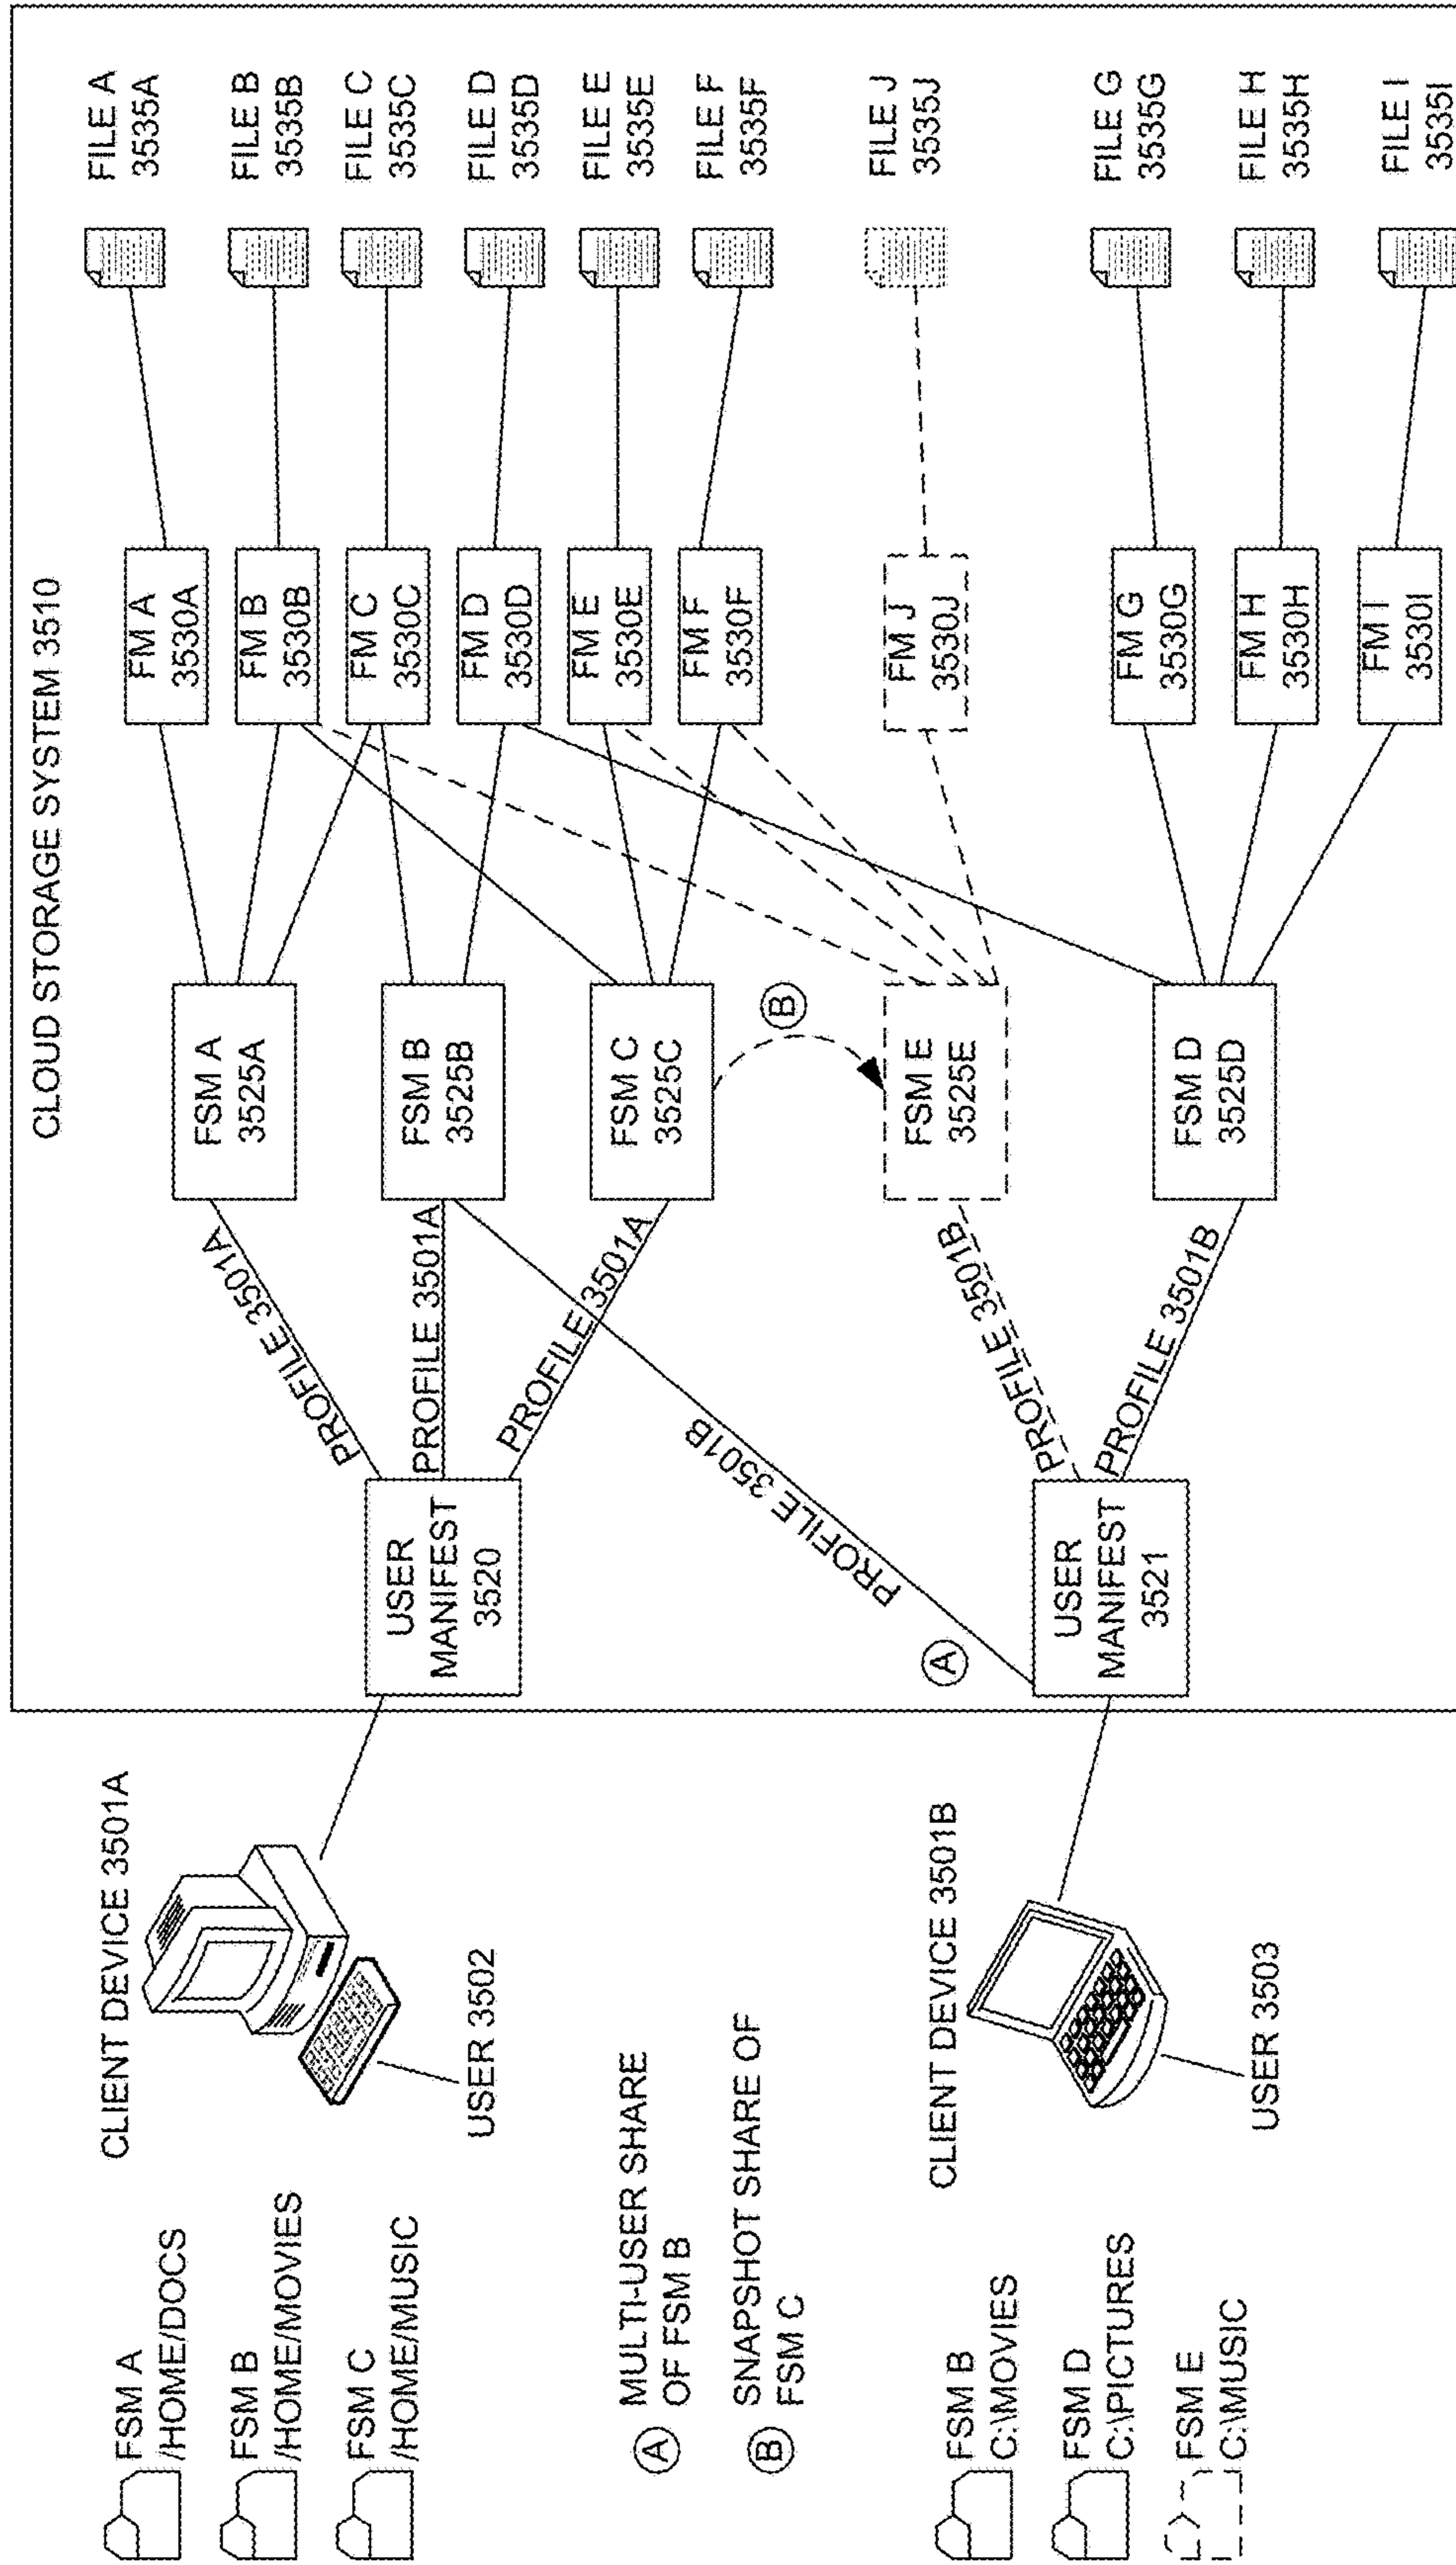 CLOUD STORAGE SYSTEM 3510
FSM A
/HOME/DOCS
FSM B
/HOME/MOVIES
FSM C
/HOME/MUSIC
CLIENT DEVICE 3501A
USER 3502
Ⓐ MULTI-USER SHARE
OF FSM B
Ⓑ SNAPSHOT SHARE OF
FSM C
FSM B
C:\MOVIES
FSM D
C:\PICTURES
FSM E
C:\MUSIC
CLIENT DEVICE 3501B
USER 3503
USER
MANIFEST
3520
USER
MANIFEST
3521
PROFILE 3501A
PROFILE 3501A
PROFILE 3501A
PROFILE 3501B
Ⓐ
PROFILE 3501B
PROFILE 3501B
FSM A
3525A
FSM B
3525B
FSM C
3525C
Ⓑ
FSM E
3525E
FSM D
3525D
FM A
3530A
FM B
3530B
FM C
3530C
FM D
3530D
FM E
3530E
FM F
3530F
FM J
3530J
FM G
3530G
FM H
3530H
FM I
3530I
FILE A
3535A
FILE B
3535B
FILE C
3535C
FILE D
3535D
FILE E
3535E
FILE F
3535F
FILE J
3535J
FILE G
3535G
FILE H
3535H
FILE I
3535I